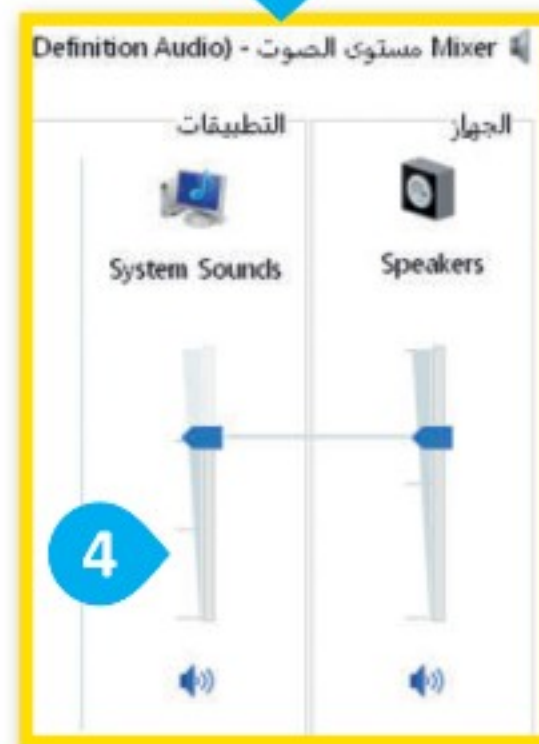 Mixer مستوى الصوت - (Definition Audio
الجهاز
التطبيقات
Speakers
System Sounds
4